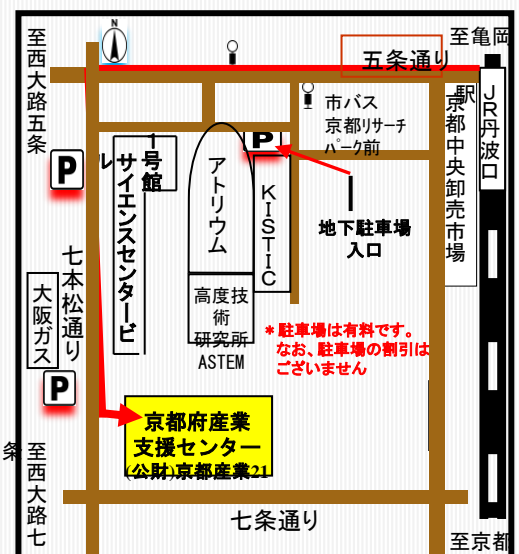 N
至亀岡
五条通り
至西大路五条
JR丹波口
駅
市バス
京都リサーチ
パーク前
京都中央卸売市場
P
1号館
サイエンスセンタービ
ル
アトリウム
KISTIC
P
地下駐車場
入口
七本松通り
大阪ガス
高度技
術
研究所
ASTEM
*駐車場は有料です。
なお、駐車場の割引は
ございません
P
京都府産業
支援センター
(公財)京都産業21
至西大路七
条
七条通り
至京都